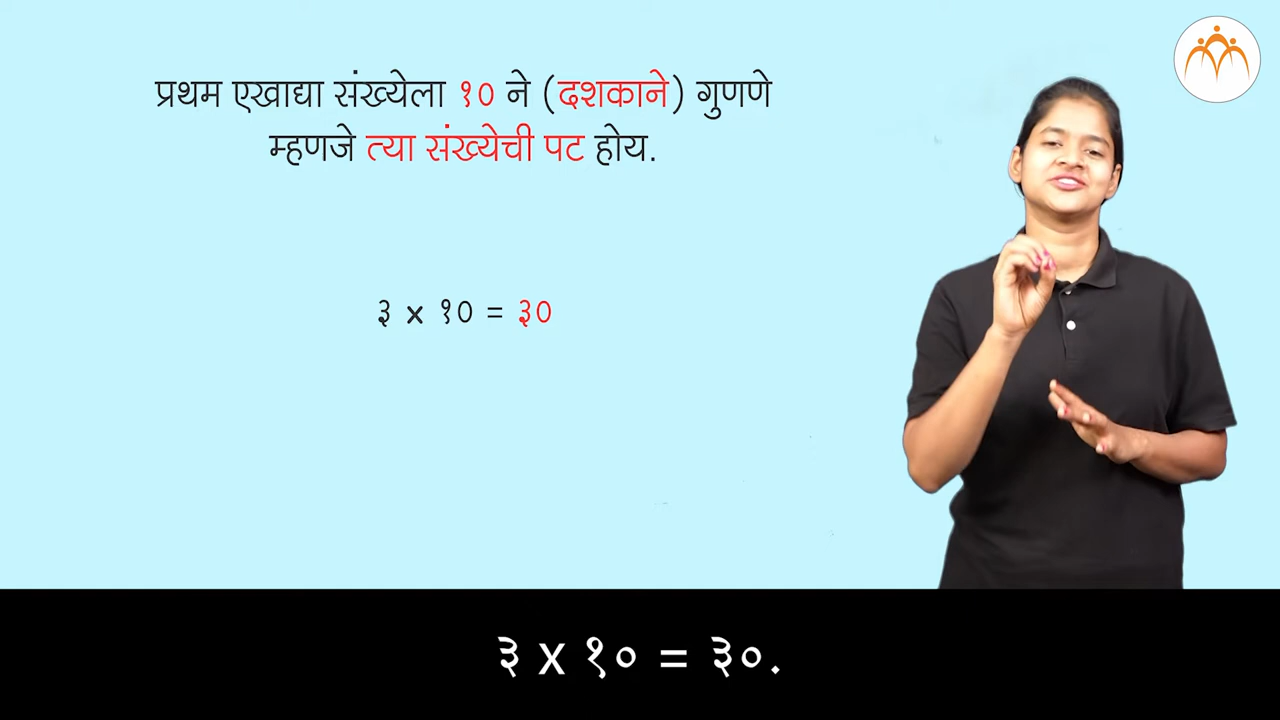 प्रथम एखाद्या संख्येला १० ने (दशकाने) गुणणे
म्हणजे त्या संख्येची पट होय.
३ x १० = ३०
३ x १० = ३०.